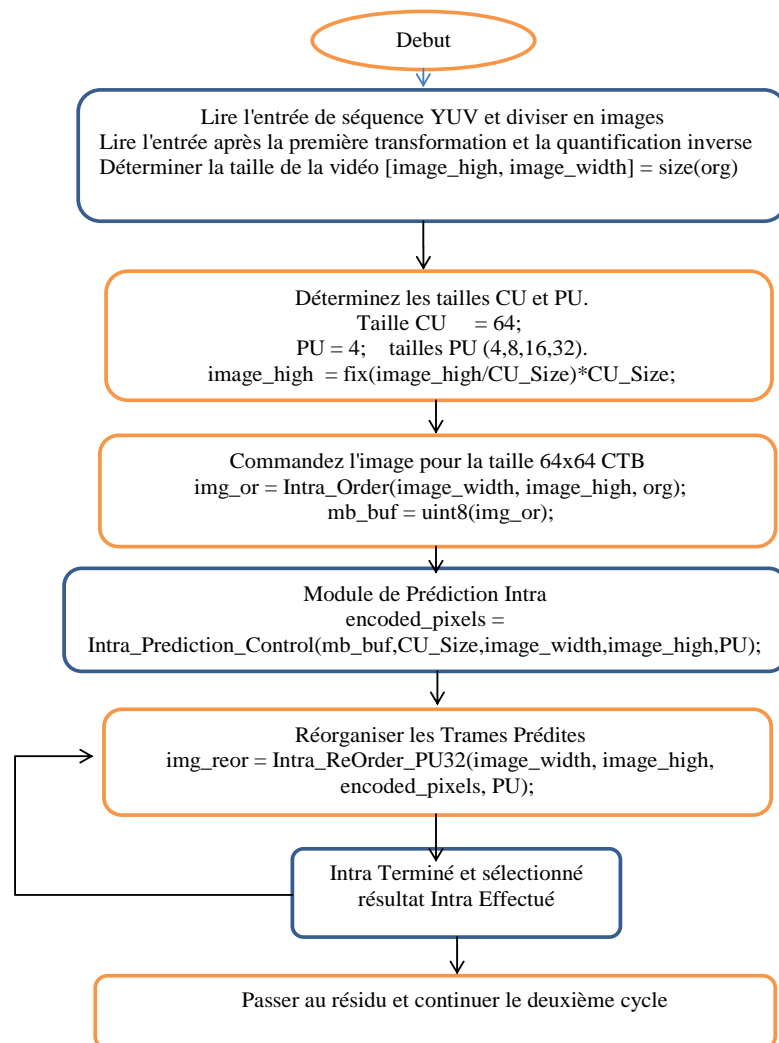 Debut
Lire l'entrée de séquence YUV et diviser en images
Lire l'entrée après la première transformation et la quantification inverse
Déterminer la taille de la vidéo [image_high, image_width] = size(org)
Déterminez les tailles CU et PU.
Taille CU = 64;
PU = 4; tailles PU (4,8,16,32).
image_high = fix(image_high/CU_Size)*CU_Size;
Commandez l'image pour la taille 64x64 CTB
img_or = Intra_Order(image_width, image_high, org);
mb_buf = uint8(img_or);
Module de Prédiction Intra
encoded_pixels =
Intra_Prediction_Control(mb_buf,CU_Size,image_width,image_high,PU);
Réorganiser les Trames Prédites
img_reor = Intra_ReOrder_PU32(image_width, image_high,
encoded_pixels, PU);
Intra Terminé et sélectionné
résultat Intra Effectué
Passer au résidu et continuer le deuxième cycle